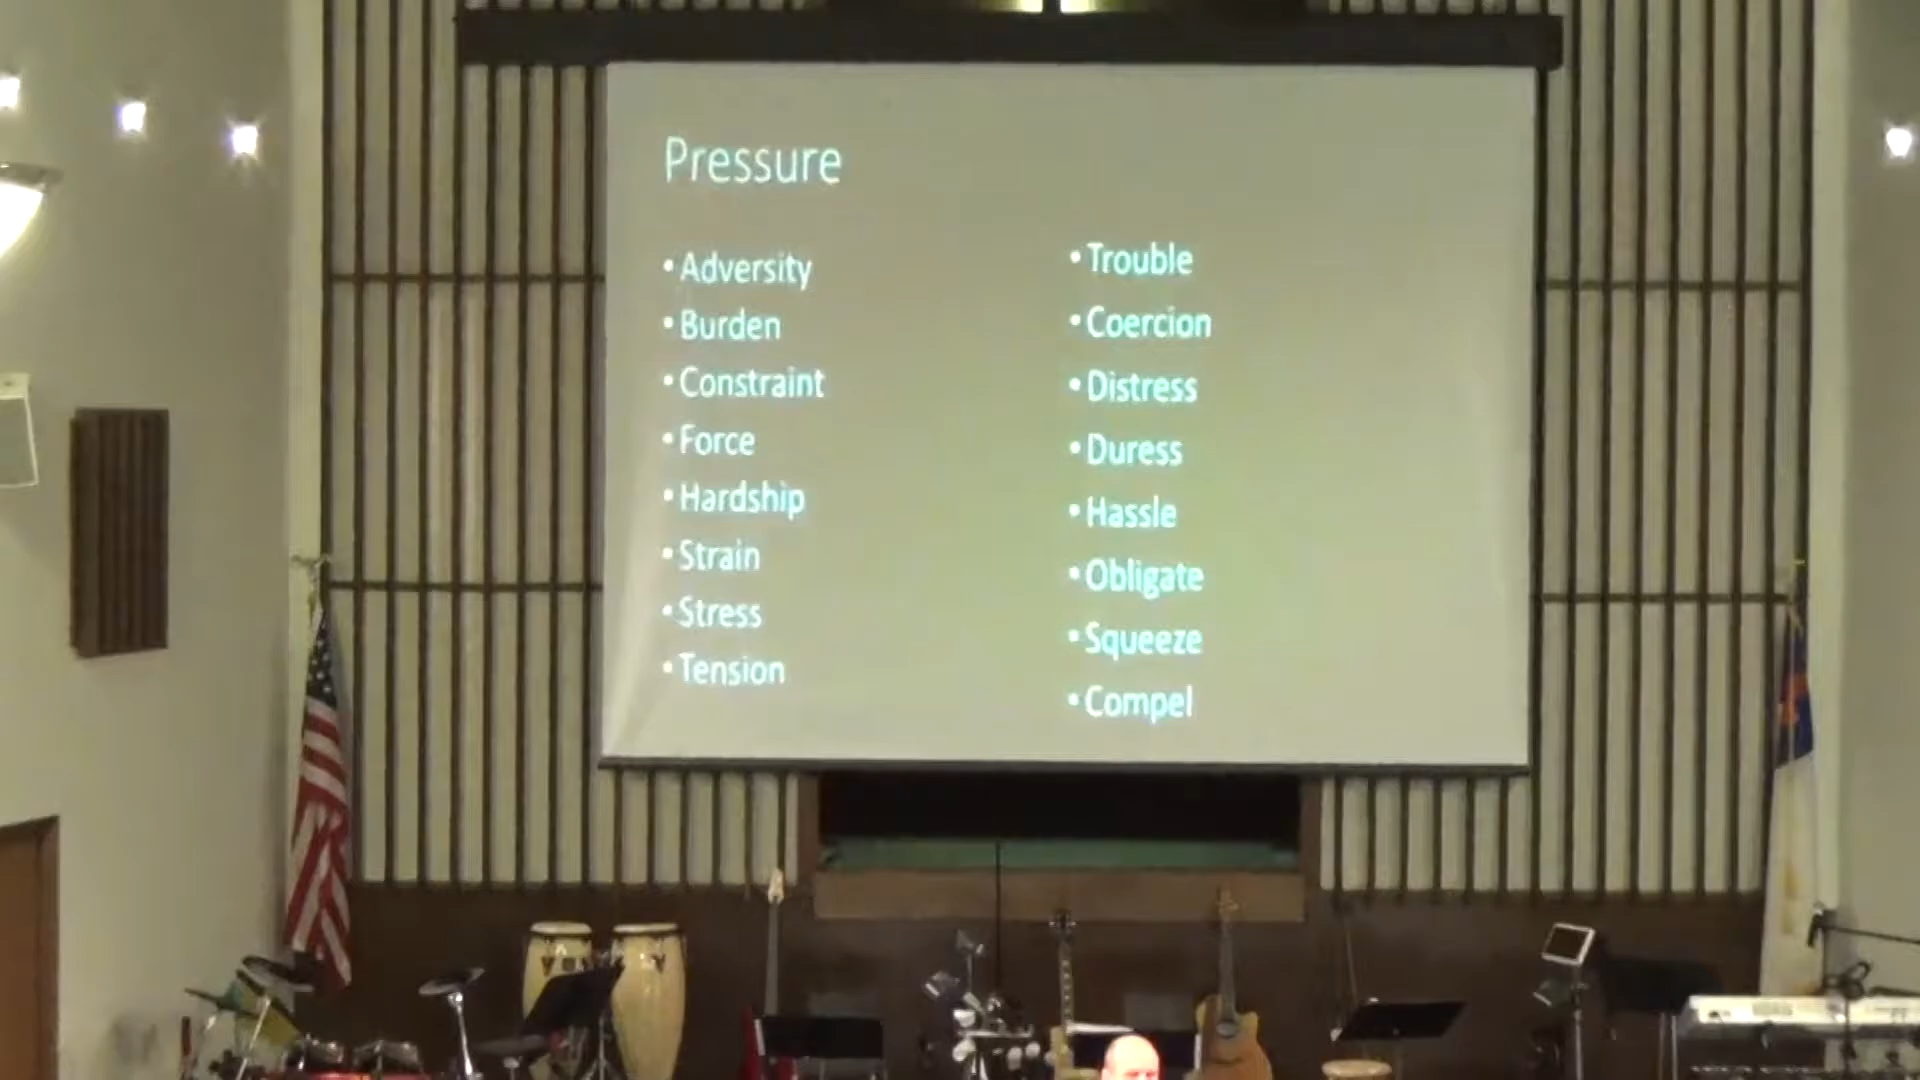 Pressure
• Adversity
• Burden
• Constraint
• Force
• Hardship
• Strain
• Stress
• Tension
• Trouble
• Coercion
• Distress
• Duress
• Hassle
• Obligate
• Squeeze
• Compel